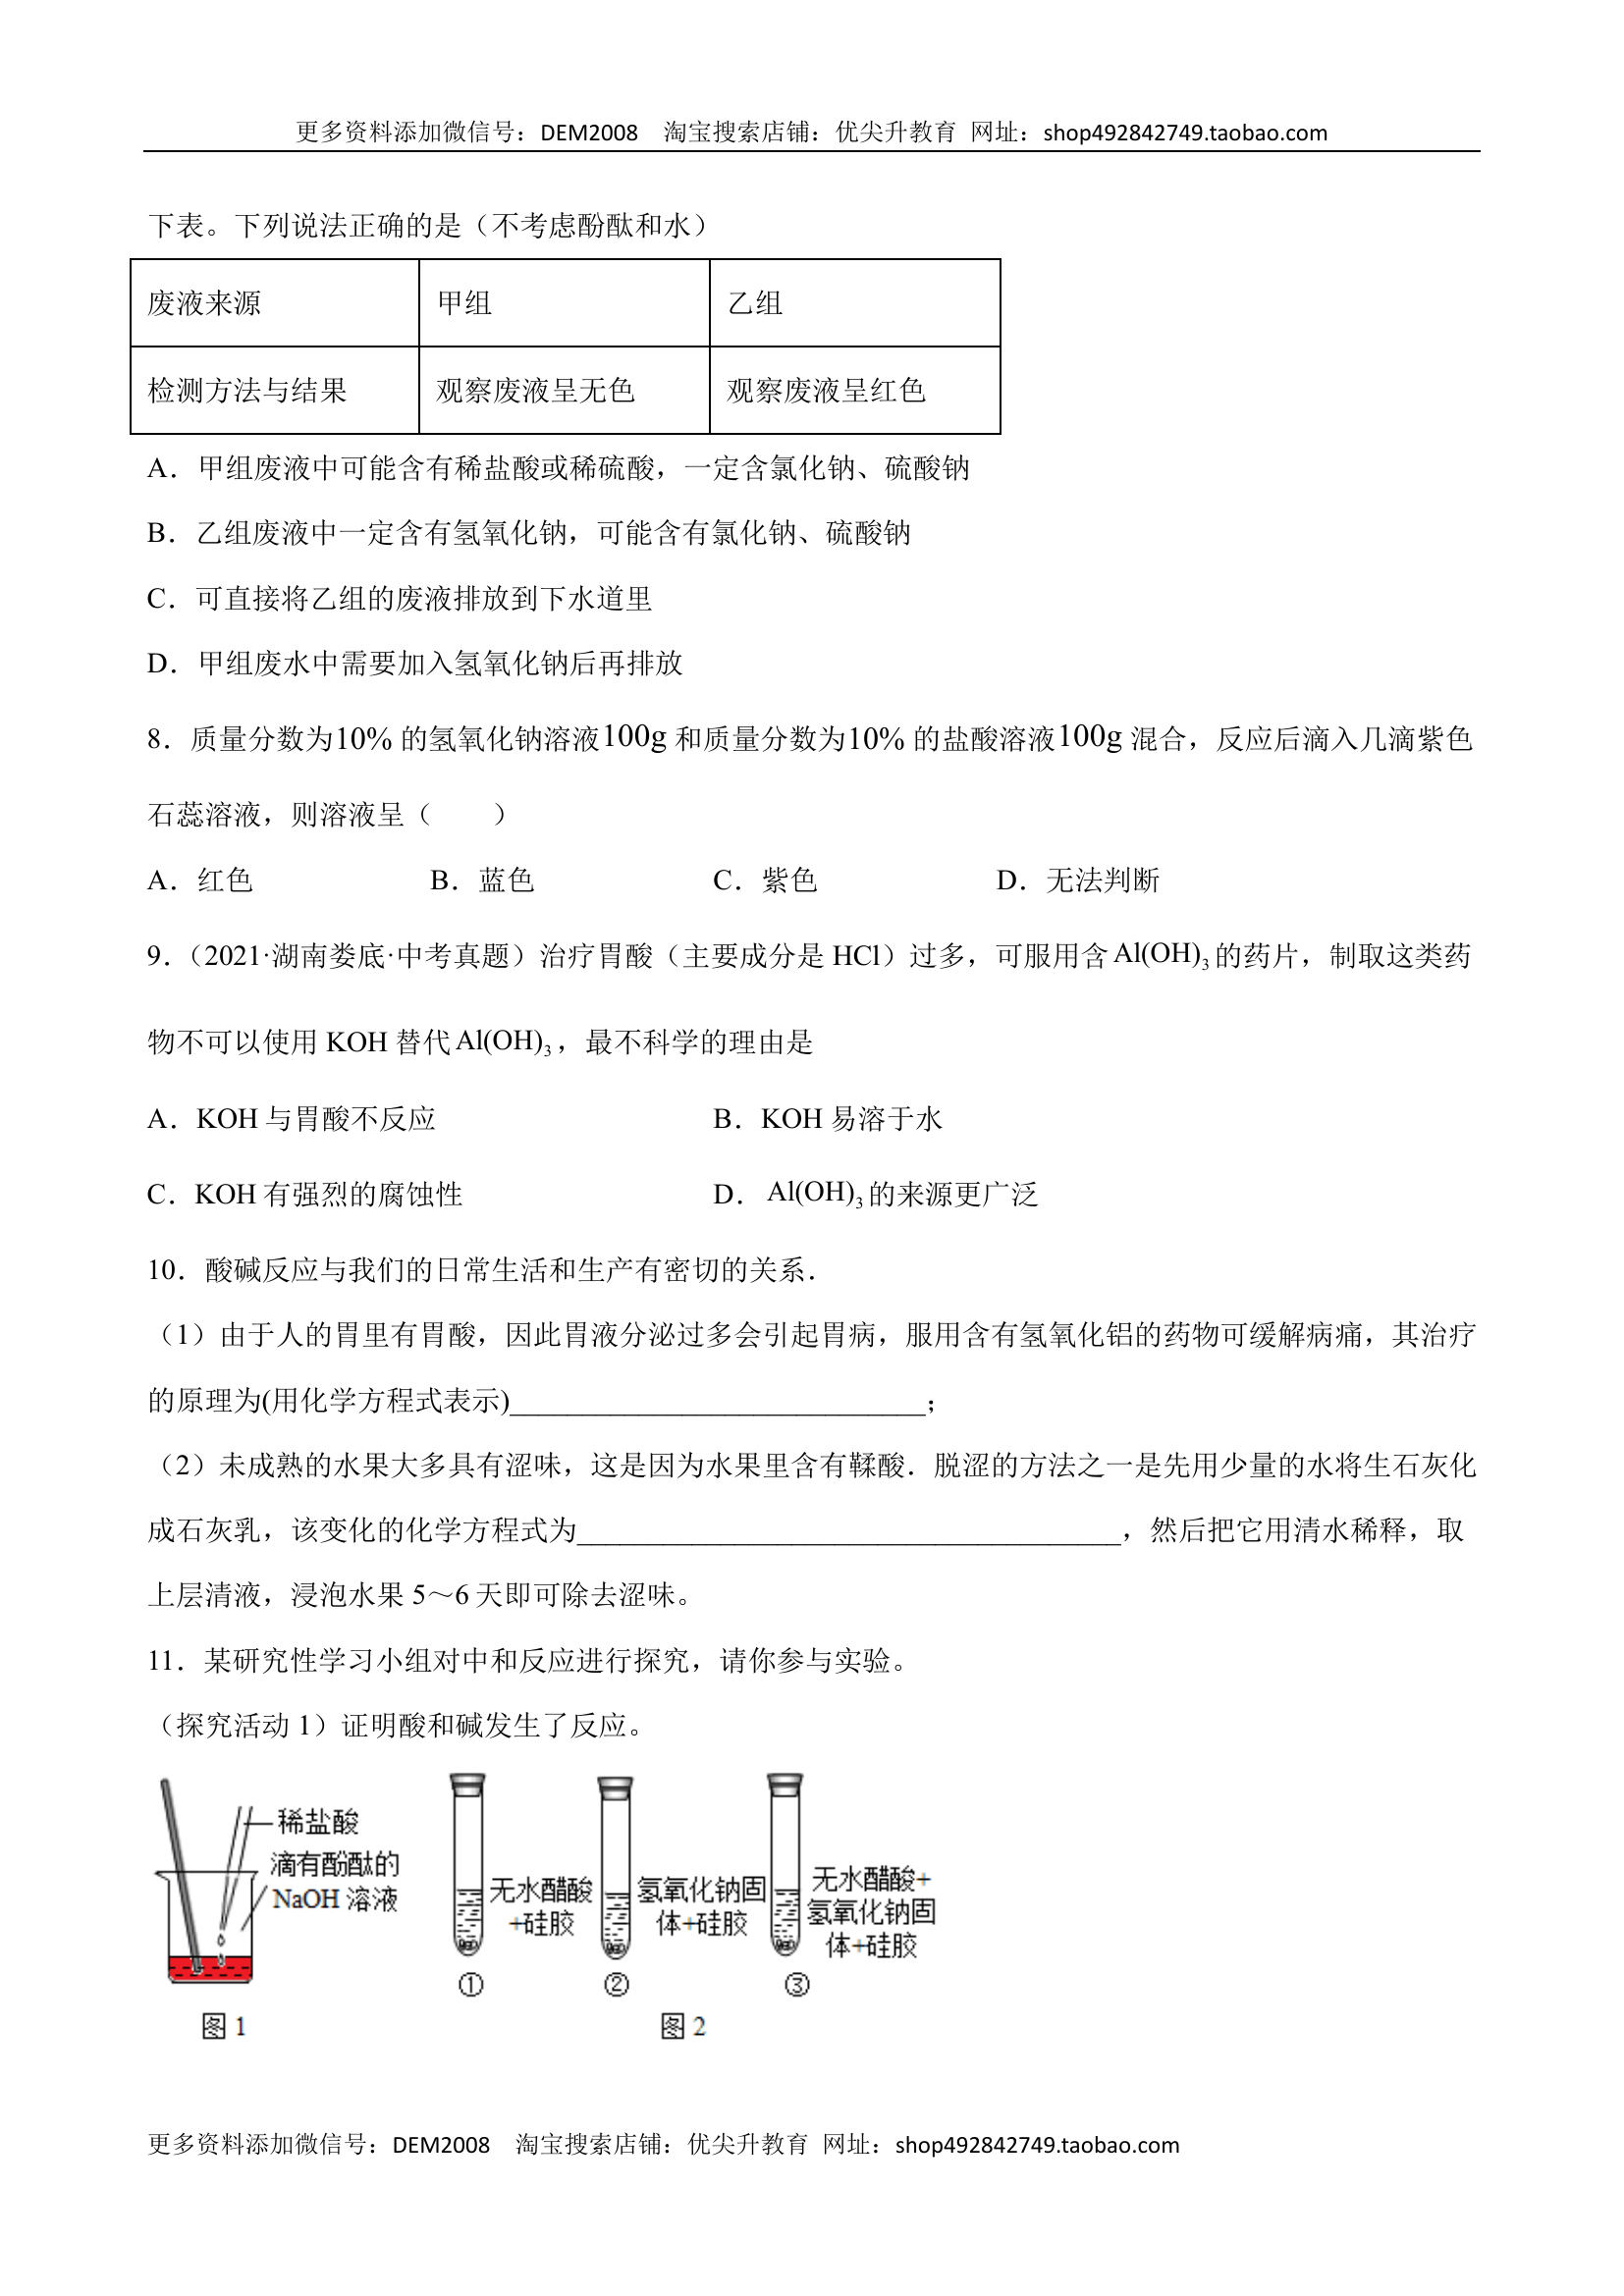 更多资料添加微信号：DEM2008 淘宝搜索店铺：优尖升教育 网址：shop492842749.taobao.com
下表。下列说法正确的是（不考虑酚酞和水）
废液来源 甲组 乙组
检测方法与结果 观察废液呈无色 观察废液呈红色
A．甲组废液中可能含有稀盐酸或稀硫酸，一定含氯化钠、硫酸钠
B．乙组废液中一定含有氢氧化钠，可能含有氯化钠、硫酸钠
C．可直接将乙组的废液排放到下水道里
D．甲组废水中需要加入氢氧化钠后再排放
8．质量分数为10% 的氢氧化钠溶液100g 和质量分数为10% 的盐酸溶液100g 混合，反应后滴入几滴紫色
石蕊溶液，则溶液呈（ ）
A．红色 B．蓝色 C．紫色 D．无法判断
9．（2021·湖南娄底·中考真题）治疗胃酸（主要成分是 HCl）过多，可服用含 Al(OH)₃ 的药片，制取这类药
物不可以使用 KOH 替代 Al(OH)₃，最不科学的理由是
A．KOH 与胃酸不反应 B．KOH 易溶于水
C．KOH 有强烈的腐蚀性 D．Al(OH)₃ 的来源更广泛
10．酸碱反应与我们的日常生活和生产有密切的关系．
（1）由于人的胃里有胃酸，因此胃液分泌过多会引起胃病，服用含有氢氧化铝的药物可缓解病痛，其治疗
的原理为(用化学方程式表示)_____________________________；
（2）未成熟的水果大多具有涩味，这是因为水果里含有鞣酸．脱涩的方法之一是先用少量的水将生石灰化
成石灰乳，该变化的化学方程式为______________________________________，然后把它用清水稀释，取
上层清液，浸泡水果 5～6 天即可除去涩味。
11．某研究性学习小组对中和反应进行探究，请你参与实验。
（探究活动 1）证明酸和碱发生了反应。
稀盐酸
滴有酚酞的
NaOH 溶液
图 1
无水醋酸
+硅胶
①
氢氧化钠固
体+硅胶
②
无水醋酸+
氢氧化钠固
体+硅胶
③
图 2
更多资料添加微信号：DEM2008 淘宝搜索店铺：优尖升教育 网址：shop492842749.taobao.com